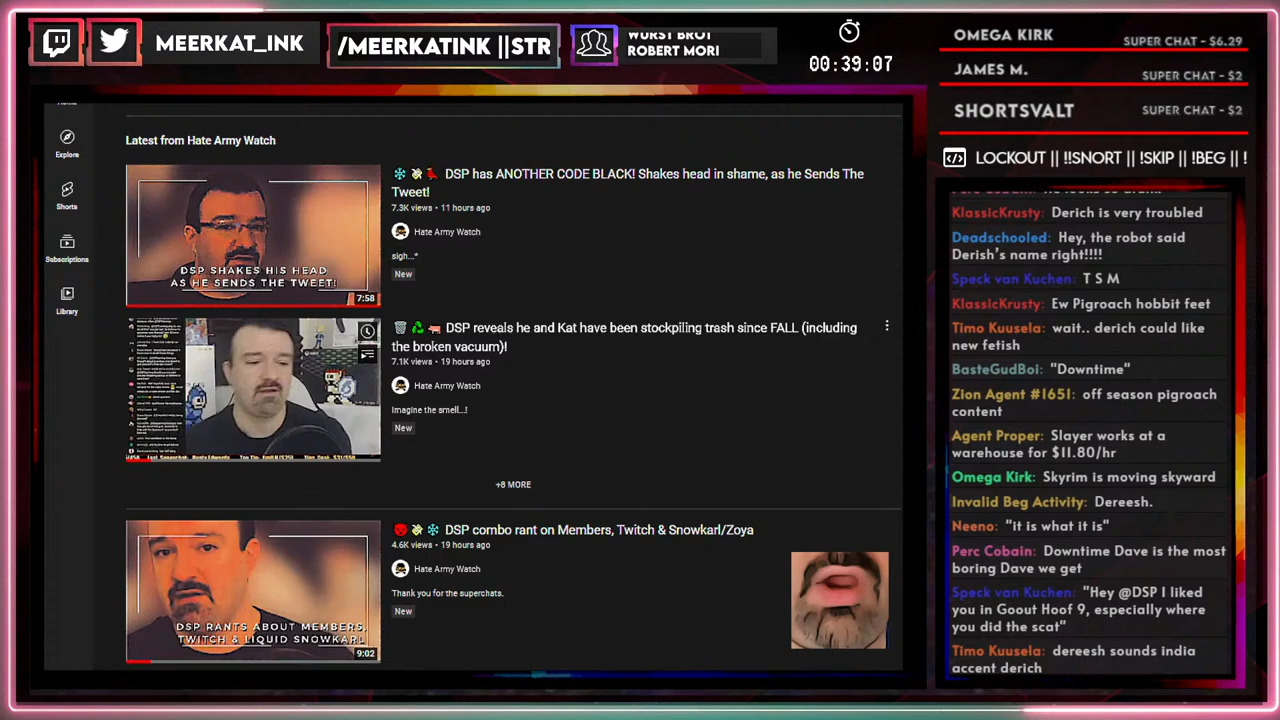 MEERKAT_INK
/MEERKATINK ||STR
WURST BROT
ROBERT MORI
00:39:07
OMEGA KIRK
SUPER CHAT - $6.29
JAMES M.
SUPER CHAT - $2
SHORTSVALT
SUPER CHAT - $2
LOCKOUT || !!SNORT || !SKIP || !BEG || !
Explore
Shorts
Subscriptions
Library
Latest from Hate Army Watch
DSP SHAKES HIS HEAD
AS HE SENDS THE TWEET!
7:58
DSP has ANOTHER CODE BLACK! Shakes head in shame, as he Sends The
Tweet!
7.3K views • 11 hours ago
Hate Army Watch
sigh...*
New
DSP reveals he and Kat have been stockpiling trash since FALL (including
the broken vacuum)!
7.1K views • 19 hours ago
Hate Army Watch
Imagine the smell...!
New
+8 MORE
DSP RANTS ABOUT MEMBERS,
TWITCH & LIQUID SNOWKARL
9:02
DSP combo rant on Members, Twitch & Snowkarl/Zoya
4.6K views • 19 hours ago
Hate Army Watch
Thank you for the superchats.
New
KlassicKrusty: Derich is very troubled
Deadschooled: Hey, the robot said
Derish's name right!!!!
Speck van Kuchen: T S M
KlassicKrusty: Ew Pigroach hobbit feet
Timo Kuusela: wait.. derich could like
new fetish
BasteGudBoi: "Downtime"
Zion Agent #1651: off season pigroach
content
Agent Proper: Slayer works at a
warehouse for $11.80/hr
Omega Kirk: Skyrim is moving skyward
Invalid Beg Activity: Dereesh.
Neeno: "it is what it is"
Perc Cobain: Downtime Dave is the most
boring Dave we get
Speck van Kuchen: "Hey @DSP I liked
you in Goout Hoof 9, especially where
you did the scat"
Timo Kuusela: dereesh sounds india
accent derich